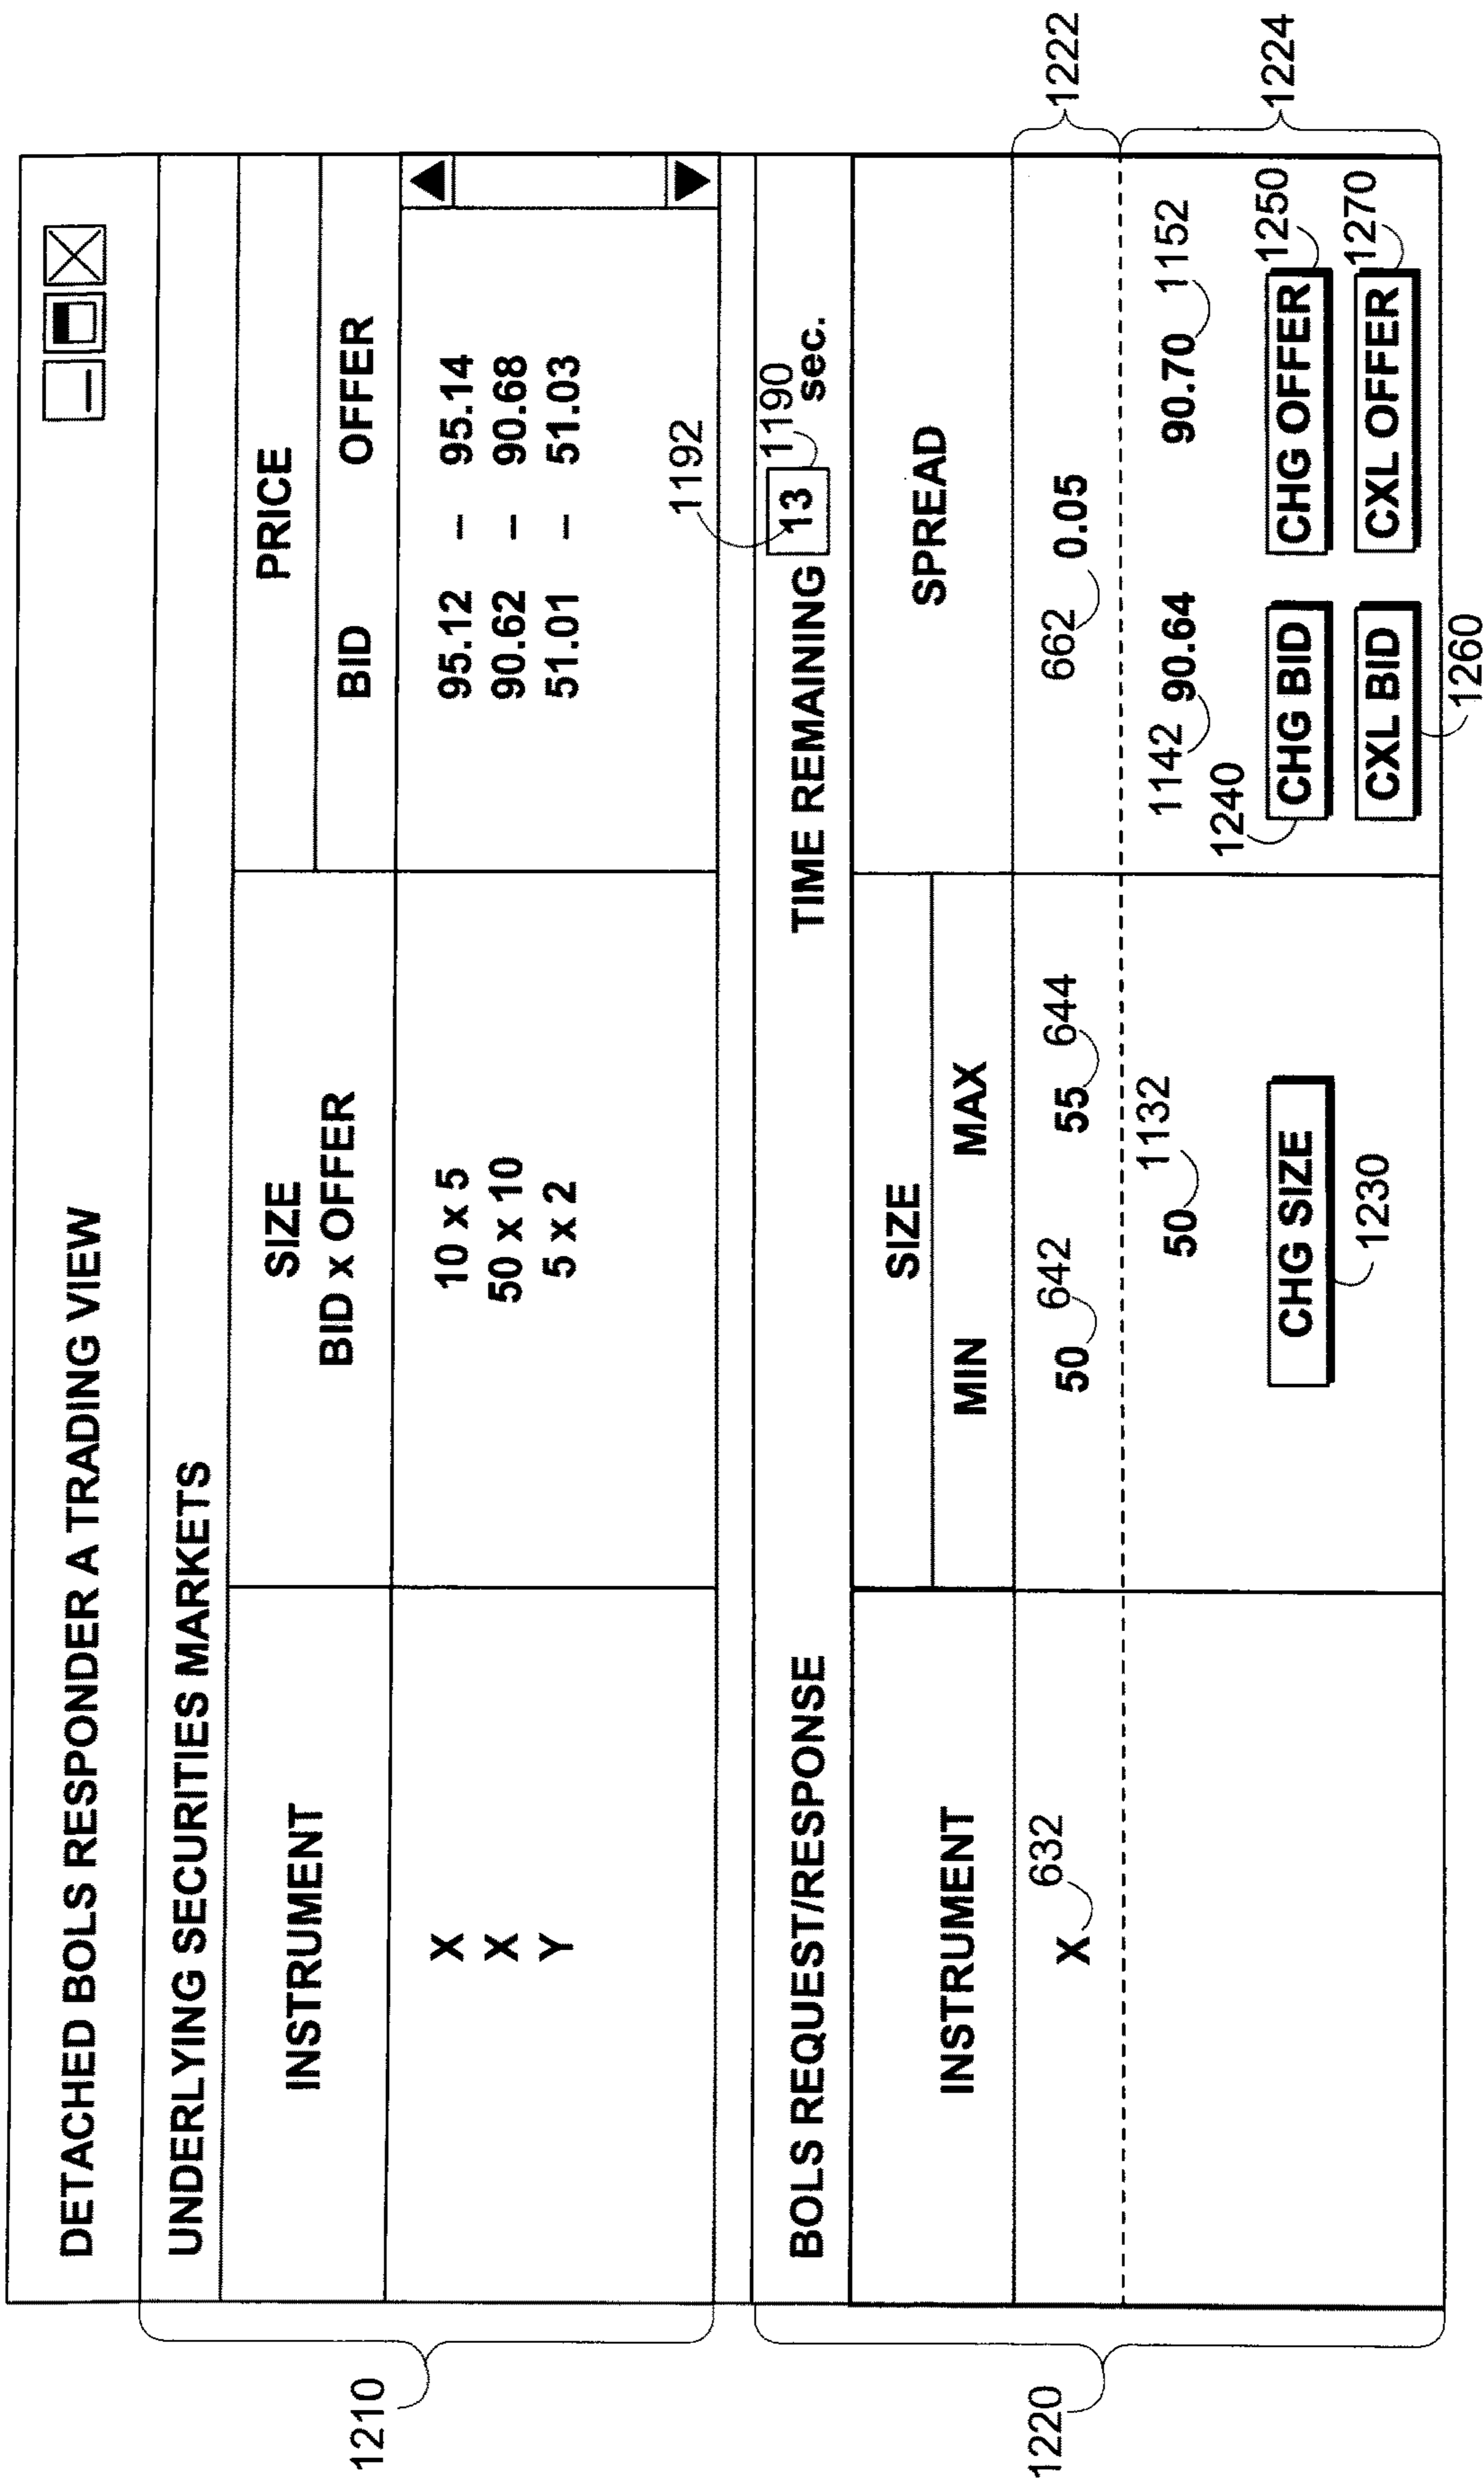 DETACHED BOLS RESPONDER A TRADING VIEW
UNDERLYING SECURITIES MARKETS
INSTRUMENT SIZE PRICE
BID x OFFER BID OFFER
X 10 x 5 95.12 – 95.14
X 50 x 10 90.62 – 90.68
Y 5 x 2 51.01 – 51.03
1210
1192 1190
BOLS REQUEST/RESPONSE TIME REMAINING 13 sec.
INSTRUMENT SIZE SPREAD
MIN MAX
632 642 644 662 1222
X 50 55 0.05
1132 1142 1152
50 90.64 90.70
1220 1240 1250 1224
CHG SIZE CHG BID CHG OFFER
1230 1270
CXL BID CXL OFFER
1260